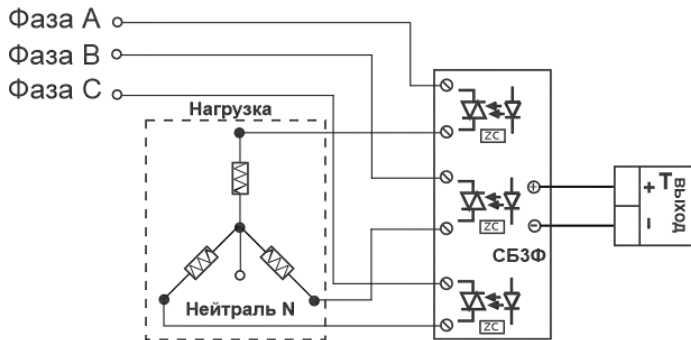 Фаза A
Фаза B
Фаза C
Нагрузка
ZC
+
+ Т
ZC
−
−
ВЫХОД
СБ3Ф
Нейтраль N
ZC